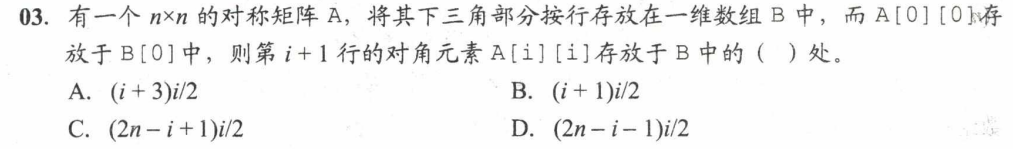 03. 有一个 n×n 的对称矩阵 A，将其下三角部分按行存放在一维数组 B 中，而 A[0][0]存
放于 B[0]中，则第 i + 1 行的对角元素 A[i][i]存放于 B 中的（ ）处。
A. (i + 3)i/2 B. (i + 1)i/2
C. (2n − i + 1)i/2 D. (2n − i − 1)i/2